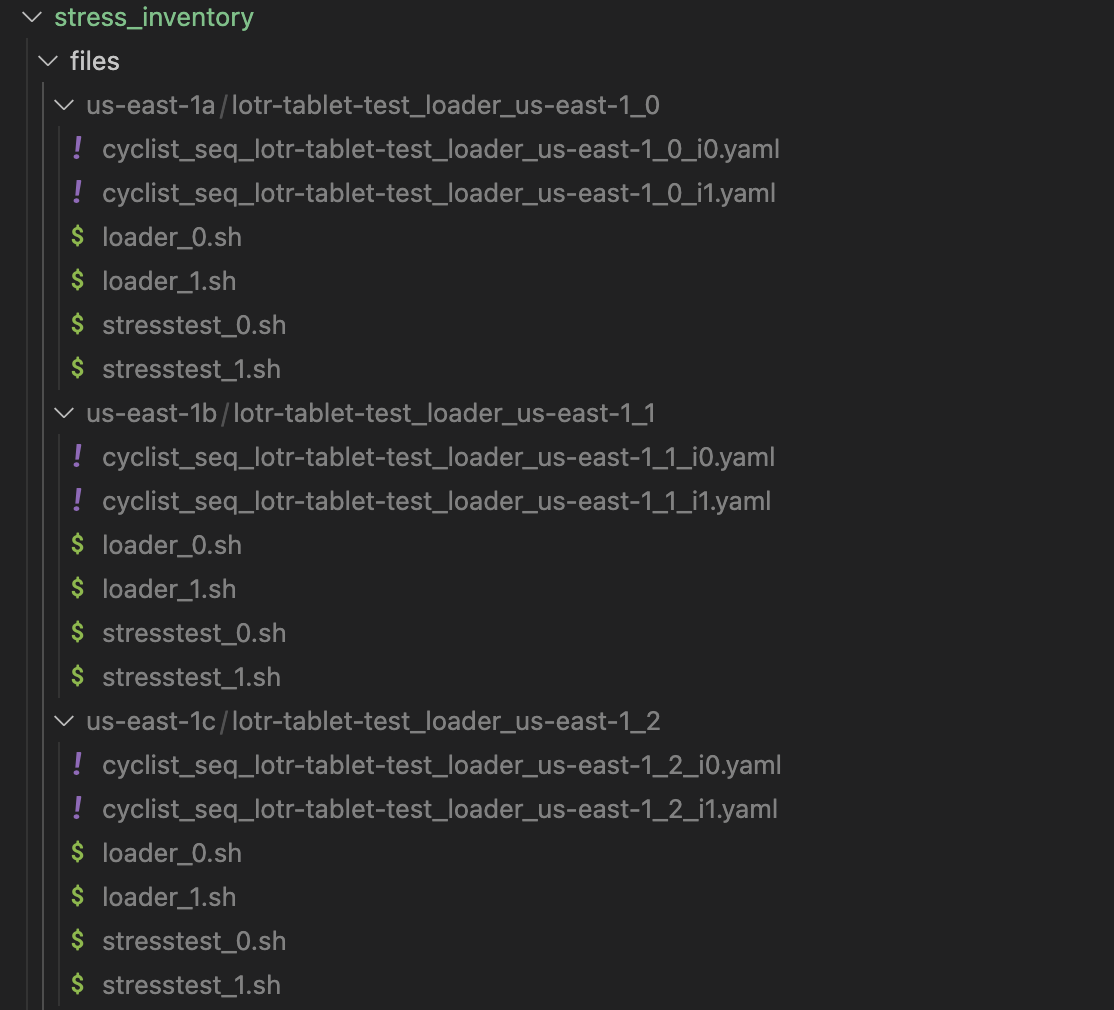 stress_inventory
files
us-east-1a/lotr-tablet-test_loader_us-east-1_0
! cyclist_seq_lotr-tablet-test_loader_us-east-1_0_i0.yaml
! cyclist_seq_lotr-tablet-test_loader_us-east-1_0_i1.yaml
$ loader_0.sh
$ loader_1.sh
$ stresstest_0.sh
$ stresstest_1.sh
us-east-1b/lotr-tablet-test_loader_us-east-1_1
! cyclist_seq_lotr-tablet-test_loader_us-east-1_1_i0.yaml
! cyclist_seq_lotr-tablet-test_loader_us-east-1_1_i1.yaml
$ loader_0.sh
$ loader_1.sh
$ stresstest_0.sh
$ stresstest_1.sh
us-east-1c/lotr-tablet-test_loader_us-east-1_2
! cyclist_seq_lotr-tablet-test_loader_us-east-1_2_i0.yaml
! cyclist_seq_lotr-tablet-test_loader_us-east-1_2_i1.yaml
$ loader_0.sh
$ loader_1.sh
$ stresstest_0.sh
$ stresstest_1.sh